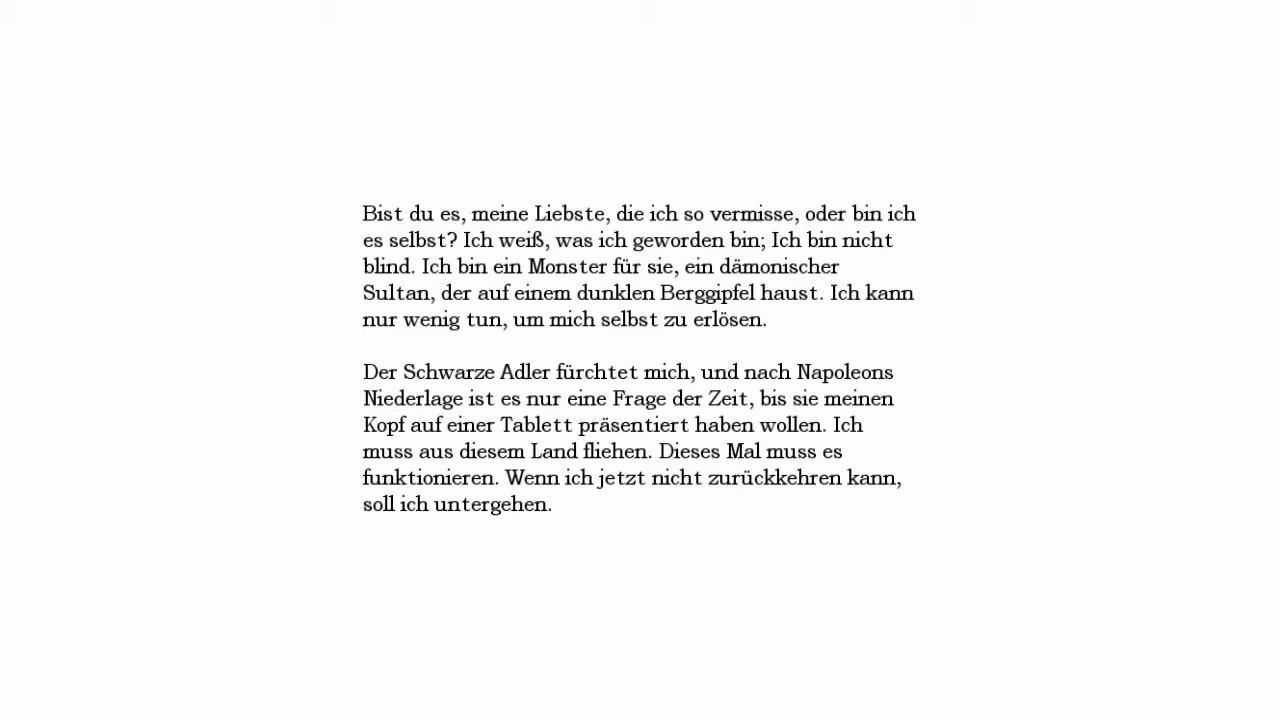 Bist du es, meine Liebste, die ich so vermisse, oder bin ich
es selbst? Ich weiß, was ich geworden bin; Ich bin nicht
blind. Ich bin ein Monster für sie, ein dämonischer
Sultan, der auf einem dunklen Berggipfel haust. Ich kann
nur wenig tun, um mich selbst zu erlösen.

Der Schwarze Adler fürchtet mich, und nach Napoleons
Niederlage ist es nur eine Frage der Zeit, bis sie meinen
Kopf auf einer Tablett präsentiert haben wollen. Ich
muss aus diesem Land fliehen. Dieses Mal muss es
funktionieren. Wenn ich jetzt nicht zurückkehren kann,
soll ich untergehen.